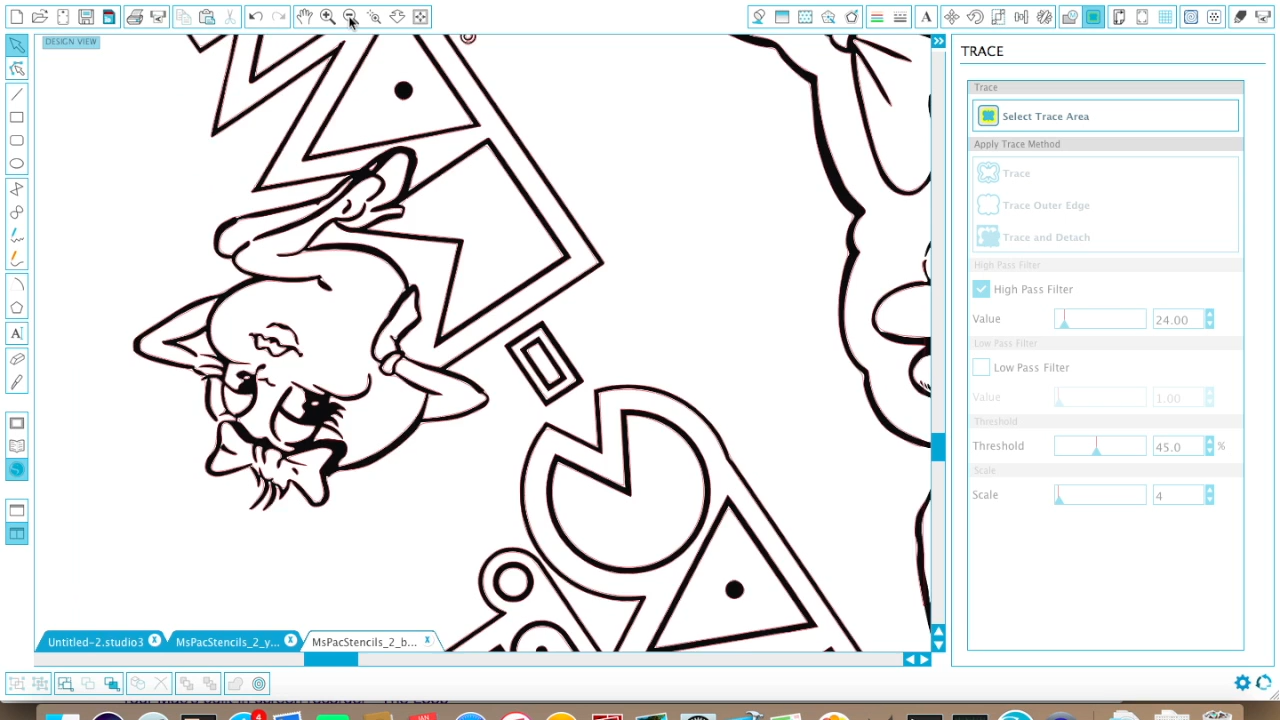 DESIGN VIEW
TRACE
Trace
Select Trace Area
Apply Trace Method
Trace
Trace Outer Edge
Trace and Detach
High Pass Filter
High Pass Filter
Value 24.00
Low Pass Filter
Low Pass Filter
Value 1.00
Threshold
Threshold 45.0 %
Scale
Scale 4
Untitled-2.studio3 x MsPacStencils_2_y... x MsPacStencils_2_b... x